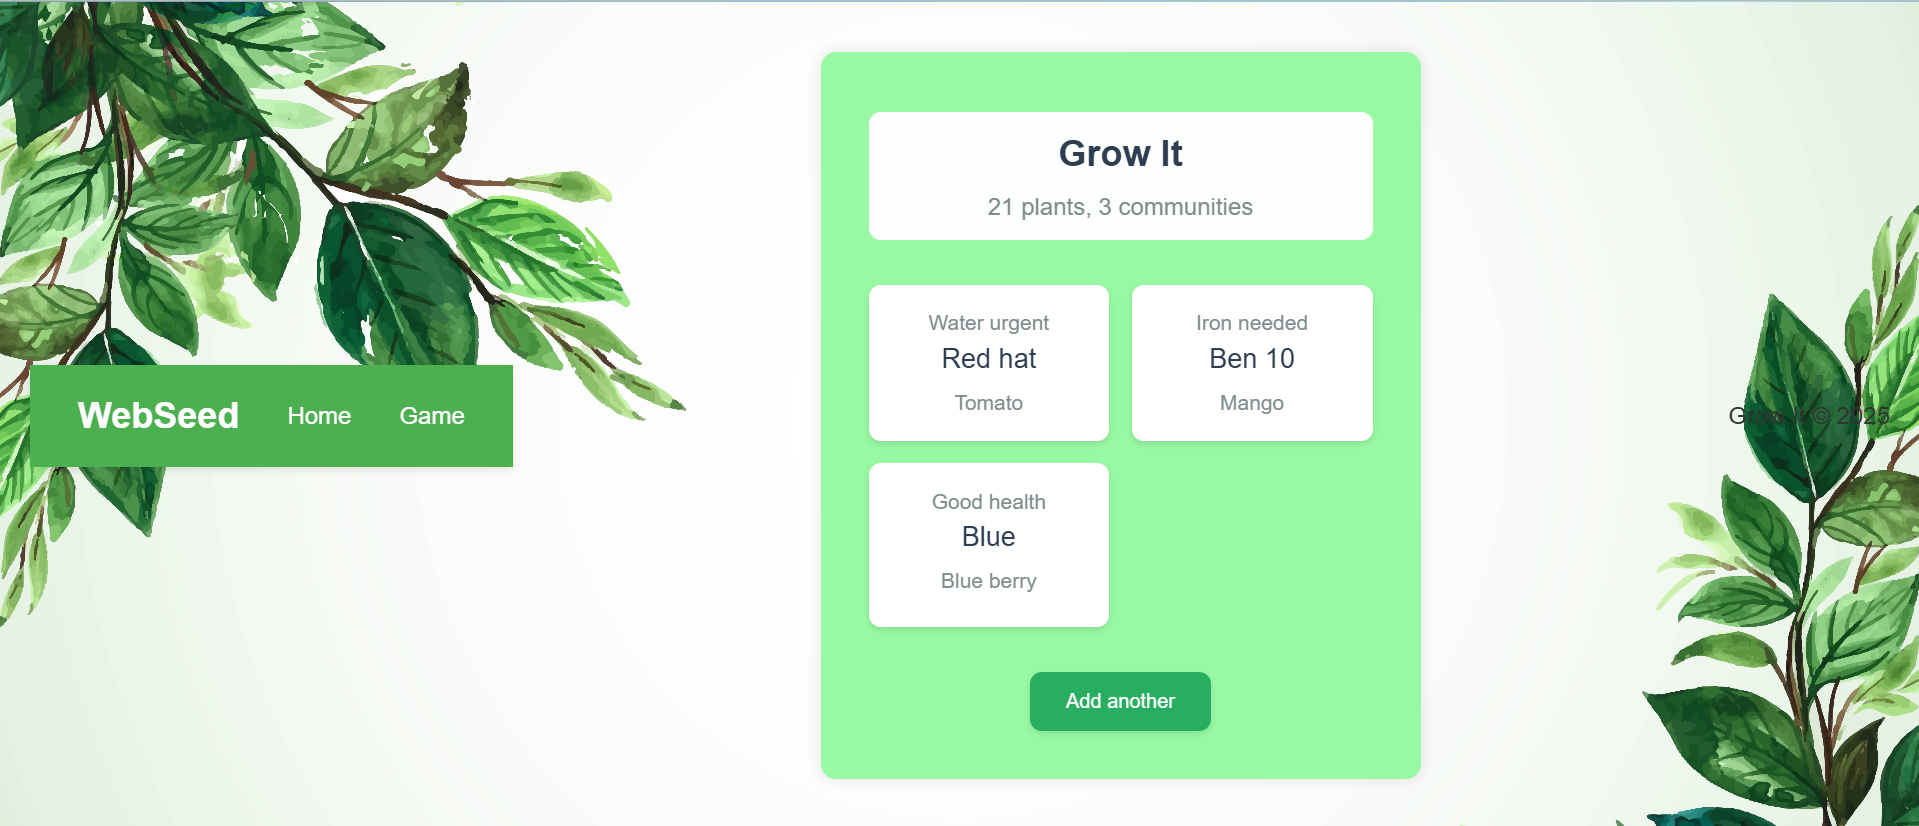 WebSeed Home Game
Grow It
21 plants, 3 communities
Water urgent
Red hat
Tomato
Iron needed
Ben 10
Mango
Good health
Blue
Blue berry
Add another
Grow It © 2025